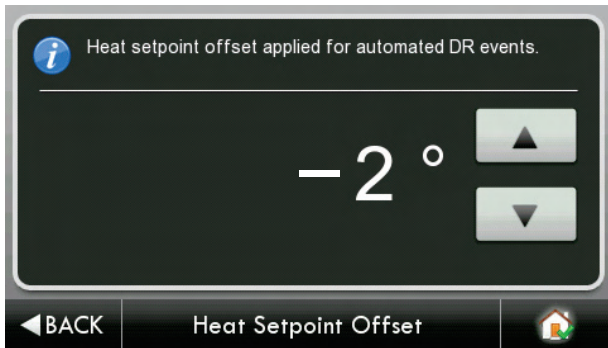 Heat setpoint offset applied for automated DR events.
−2°
BACK
Heat Setpoint Offset